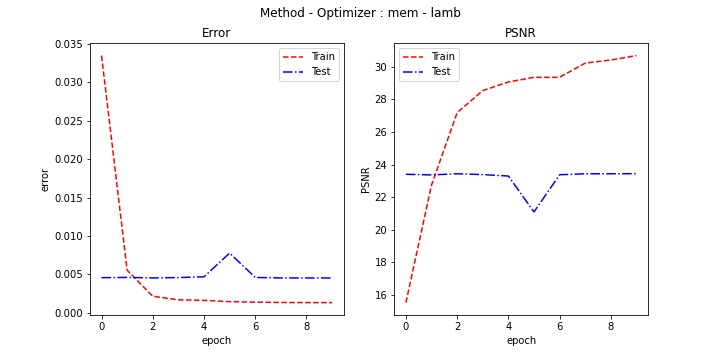 Method - Optimizer : mem - lamb
Error
PSNR
0.035
0.030
0.025
0.020
0.015
0.010
0.005
0.000
error
0 2 4 6 8
epoch
Train
Test
30
28
26
24
22
20
18
16
PSNR
0 2 4 6 8
epoch
Train
Test